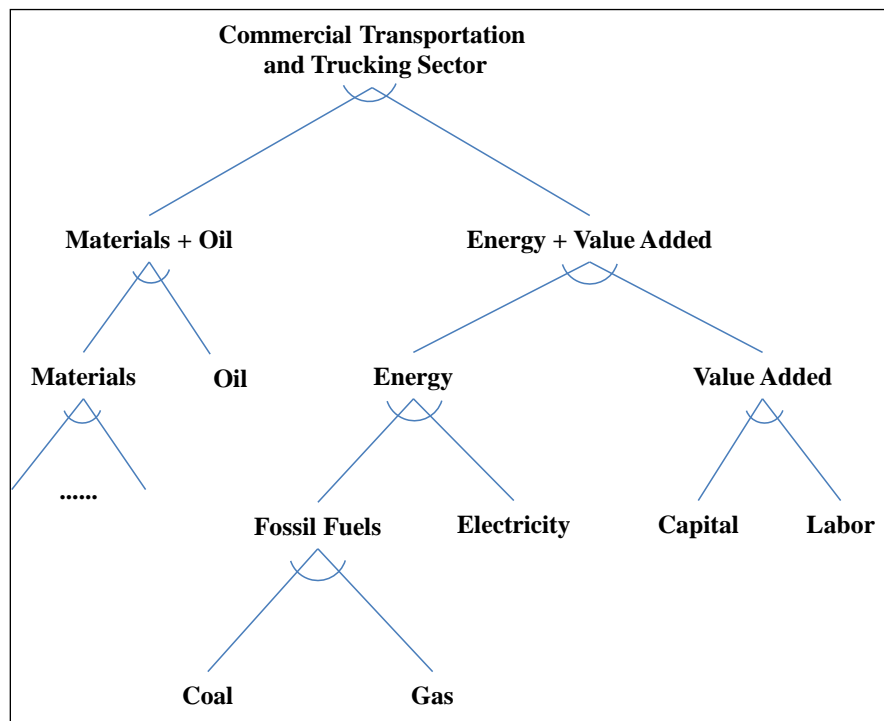 Commercial Transportation
and Trucking Sector
Materials + Oil
Energy + Value Added
Materials
Oil
Energy
Value Added
......
Fossil Fuels
Electricity
Capital
Labor
Coal
Gas